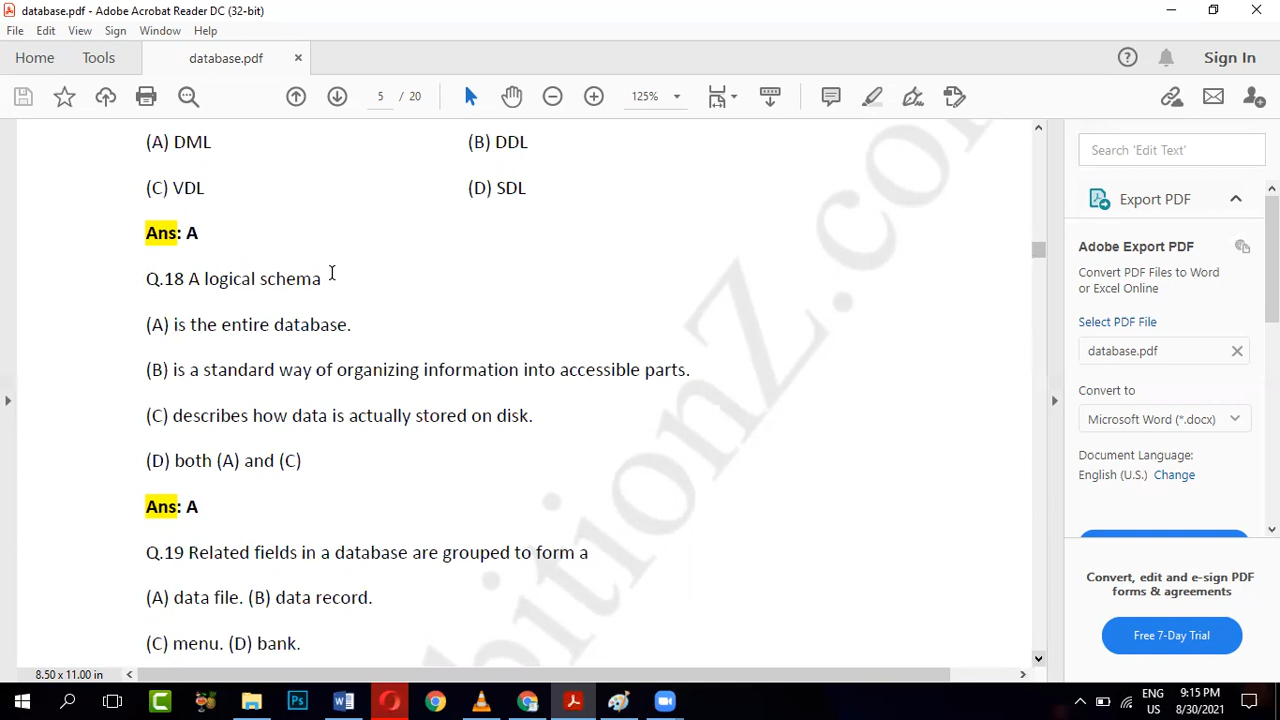 database.pdf - Adobe Acrobat Reader DC (32-bit)
File Edit View Sign Window Help
Home Tools database.pdf × Sign In
5 / 20 125%
(A) DML (B) DDL
(C) VDL (D) SDL
Ans: A
Q.18 A logical schema
(A) is the entire database.
(B) is a standard way of organizing information into accessible parts.
(C) describes how data is actually stored on disk.
(D) both (A) and (C)
Ans: A
Q.19 Related fields in a database are grouped to form a
(A) data file. (B) data record.
(C) menu. (D) bank.
8.50 x 11.00 in
Search 'Edit Text'
Export PDF
Adobe Export PDF
Convert PDF Files to Word
or Excel Online
Select PDF File
database.pdf
Convert to
Microsoft Word (*.docx)
Document Language:
English (U.S.) Change
Convert, edit and e-sign PDF
forms & agreements
Free 7-Day Trial
ENG
US
9:15 PM
8/30/2021